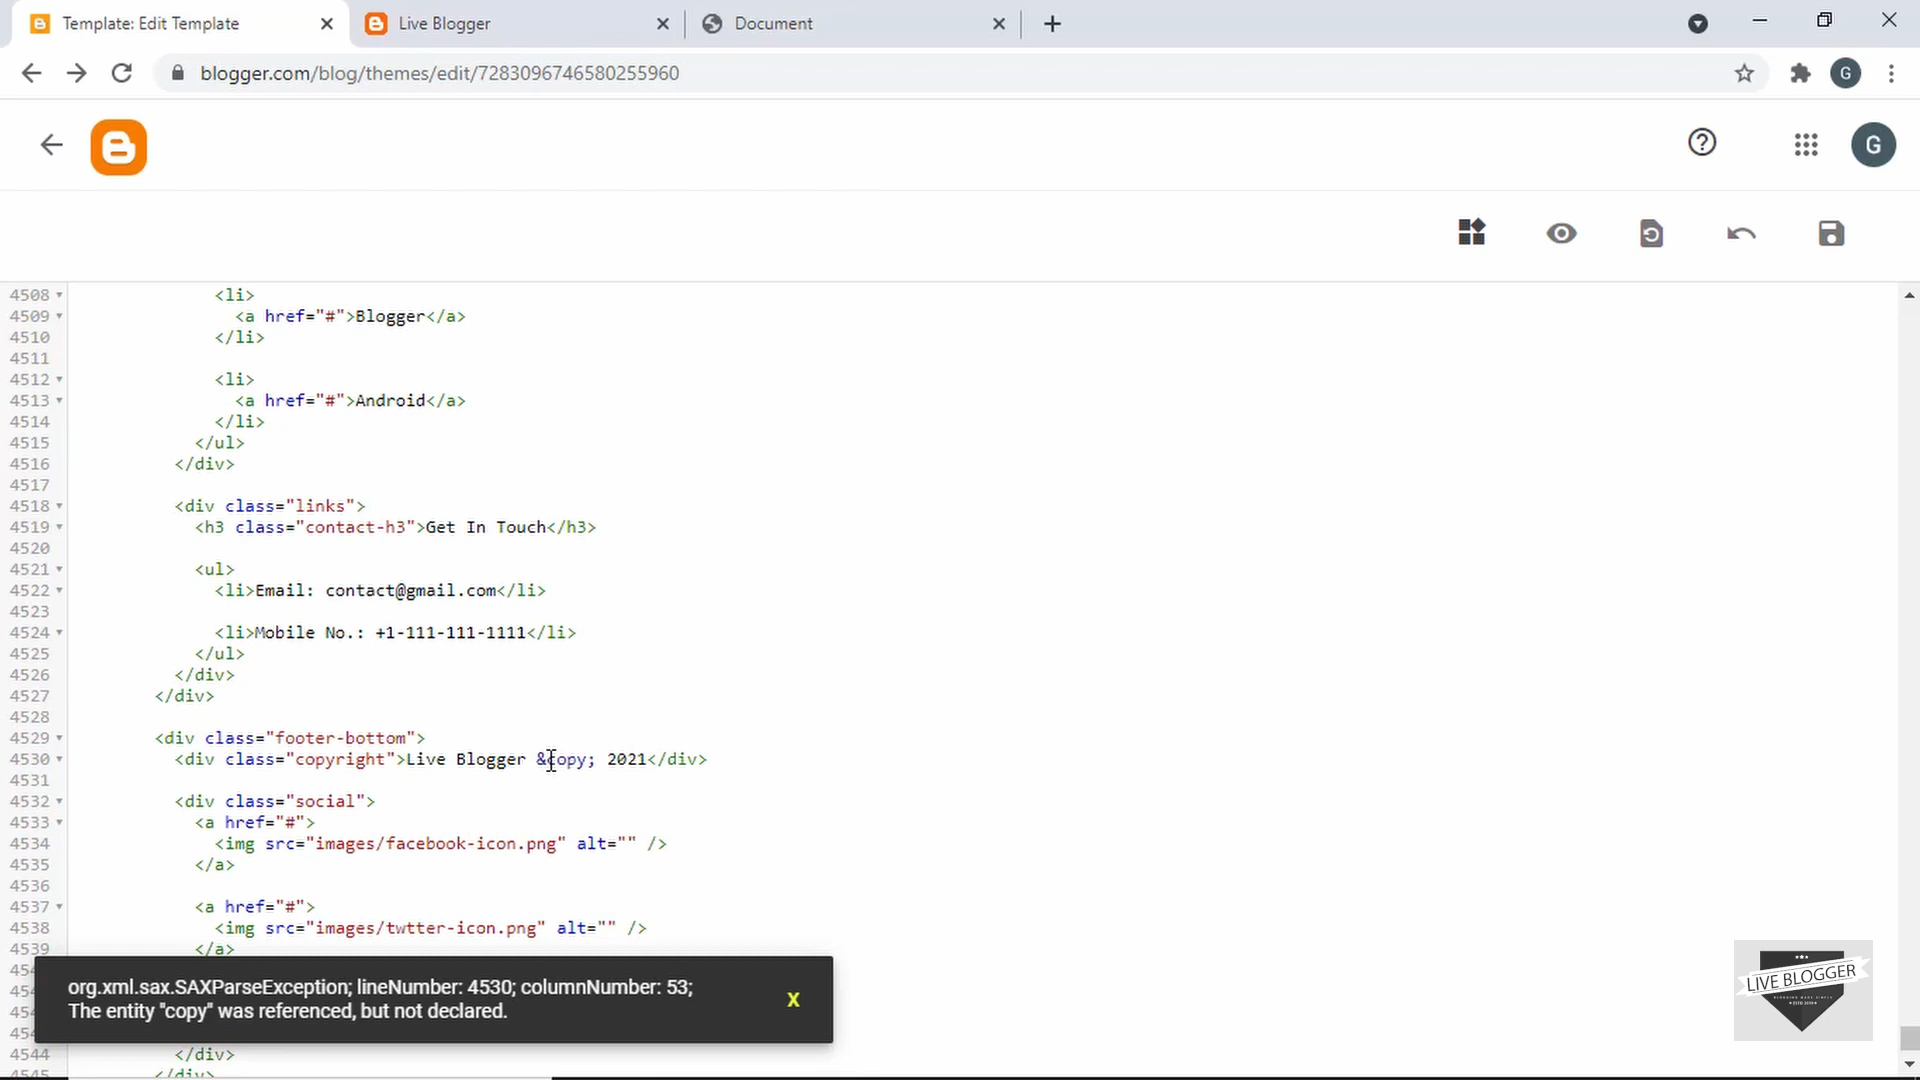 Template: Edit Template
Live Blogger
Document
blogger.com/blog/themes/edit/7283096746580255960
G
G
4508 <li>
4509 <a href="#">Blogger</a>
4510 </li>
4511
4512 <li>
4513 <a href="#">Android</a>
4514 </li>
4515 </ul>
4516 </div>
4517
4518 <div class="links">
4519 <h3 class="contact-h3">Get In Touch</h3>
4520
4521 <ul>
4522 <li>Email: contact@gmail.com</li>
4523
4524 <li>Mobile No.: +1-111-111-1111</li>
4525 </ul>
4526 </div>
4527 </div>
4528
4529 <div class="footer-bottom">
4530 <div class="copyright">Live Blogger &copy; 2021</div>
4531
4532 <div class="social">
4533 <a href="#">
4534 <img src="images/facebook-icon.png" alt="" />
4535 </a>
4536
4537 <a href="#">
4538 <img src="images/twtter-icon.png" alt="" />
4539 </a>
org.xml.sax.SAXParseException; lineNumber: 4530; columnNumber: 53;
The entity "copy" was referenced, but not declared.
X
4544 </div>
4545 </div>
LIVE BLOGGER